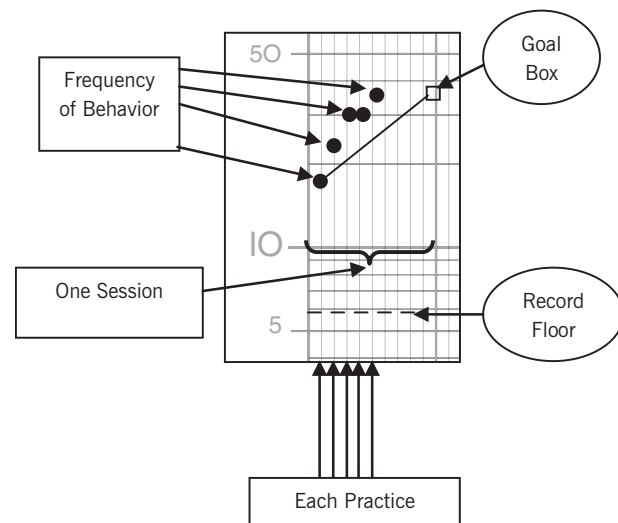 50
Goal
Box
Frequency
of Behavior
10
One Session
Record
Floor
5
Each Practice